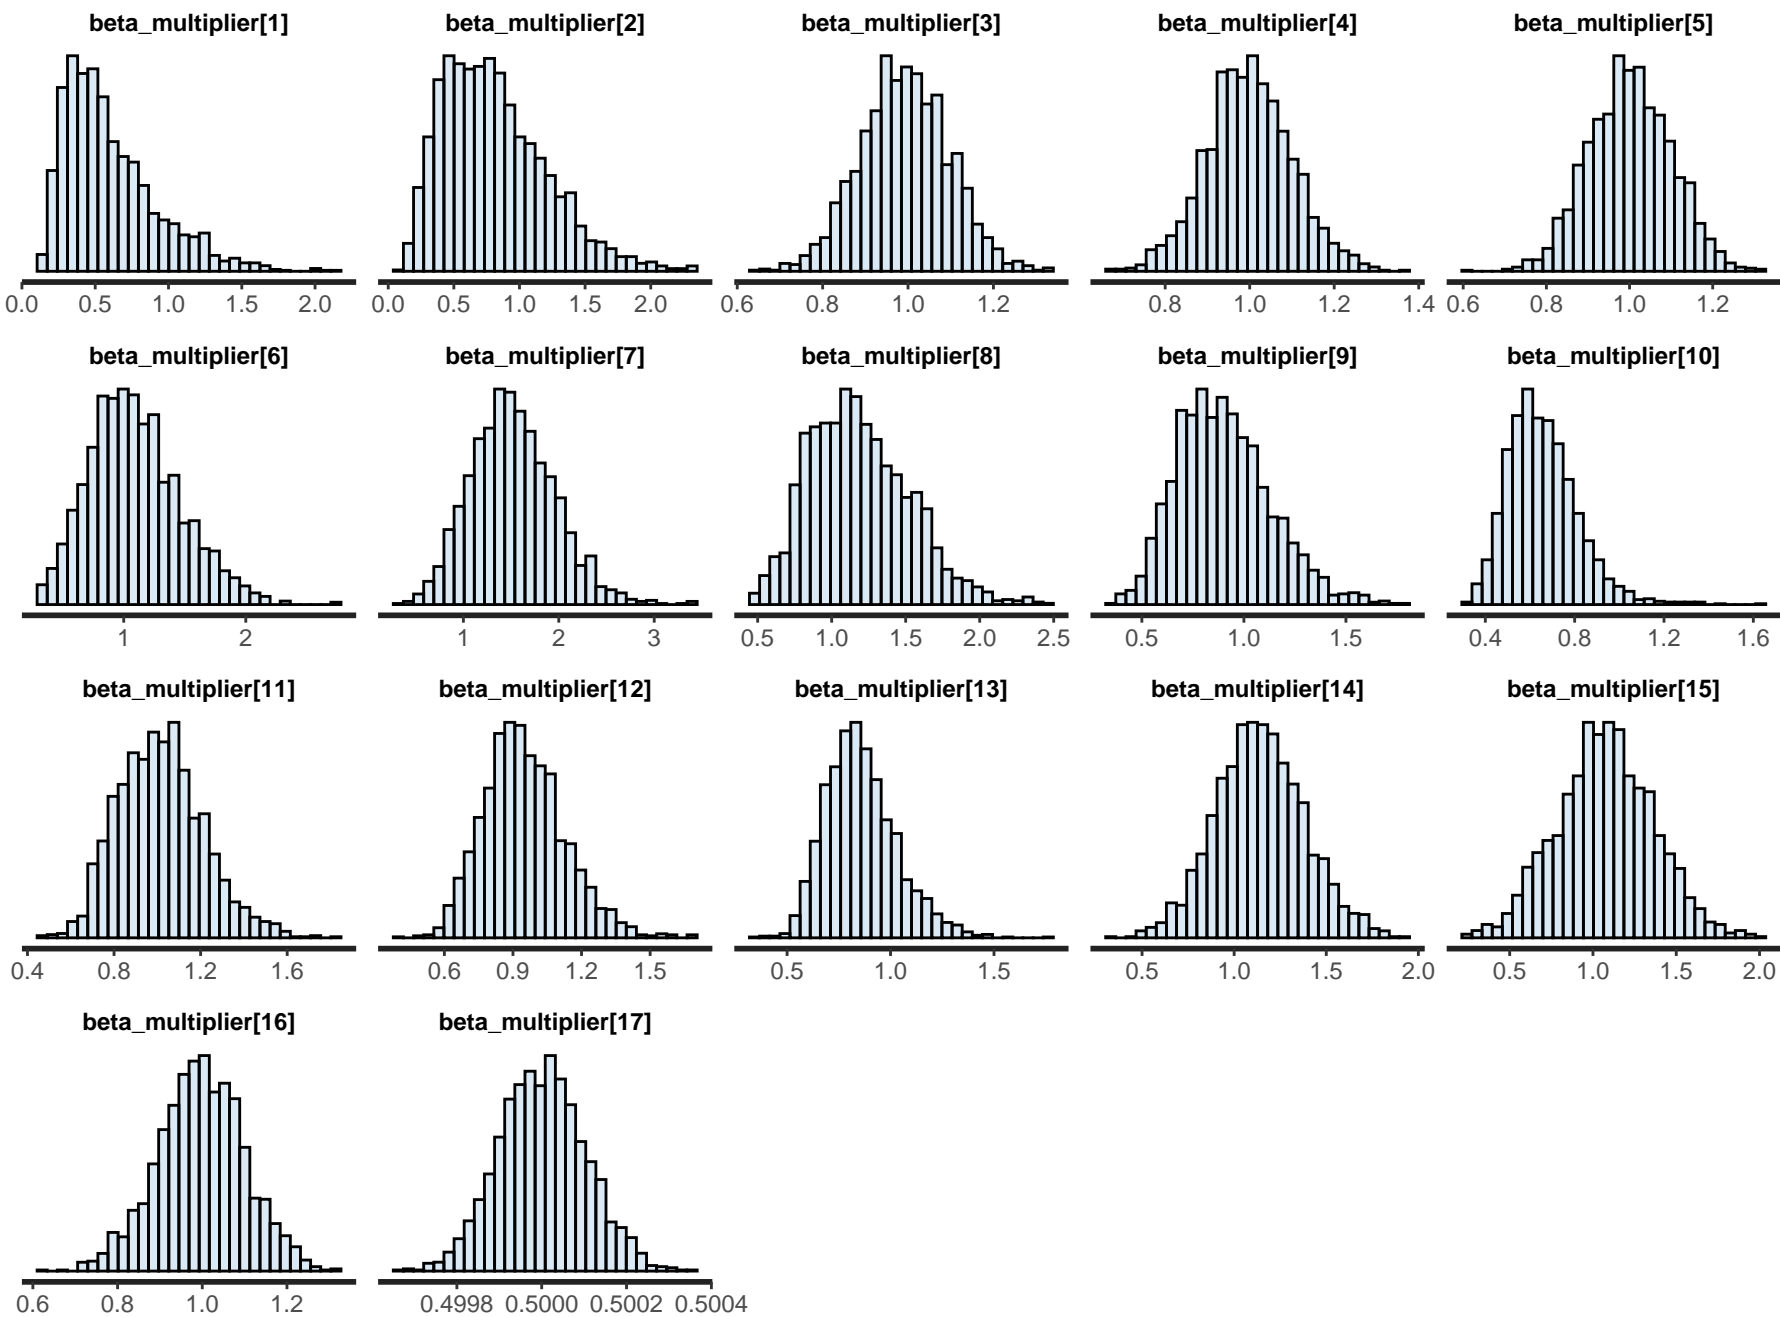 beta_multiplier[1] beta_multiplier[2] beta_multiplier[3] beta_multiplier[4] beta_multiplier[5]
0.0 0.5 1.0 1.5 2.0 0.0 0.5 1.0 1.5 2.0 0.6 0.8 1.0 1.2 0.8 1.0 1.2 1.4 0.6 0.8 1.0 1.2
beta_multiplier[6] beta_multiplier[7] beta_multiplier[8] beta_multiplier[9] beta_multiplier[10]
1 2 1 2 3 0.5 1.0 1.5 2.0 2.5 0.5 1.0 1.5 0.4 0.8 1.2 1.6
beta_multiplier[11] beta_multiplier[12] beta_multiplier[13] beta_multiplier[14] beta_multiplier[15]
0.4 0.8 1.2 1.6 0.6 0.9 1.2 1.5 0.5 1.0 1.5 0.5 1.0 1.5 2.0 0.5 1.0 1.5 2.0
beta_multiplier[16] beta_multiplier[17]
0.6 0.8 1.0 1.2 0.4998 0.5000 0.5002 0.5004